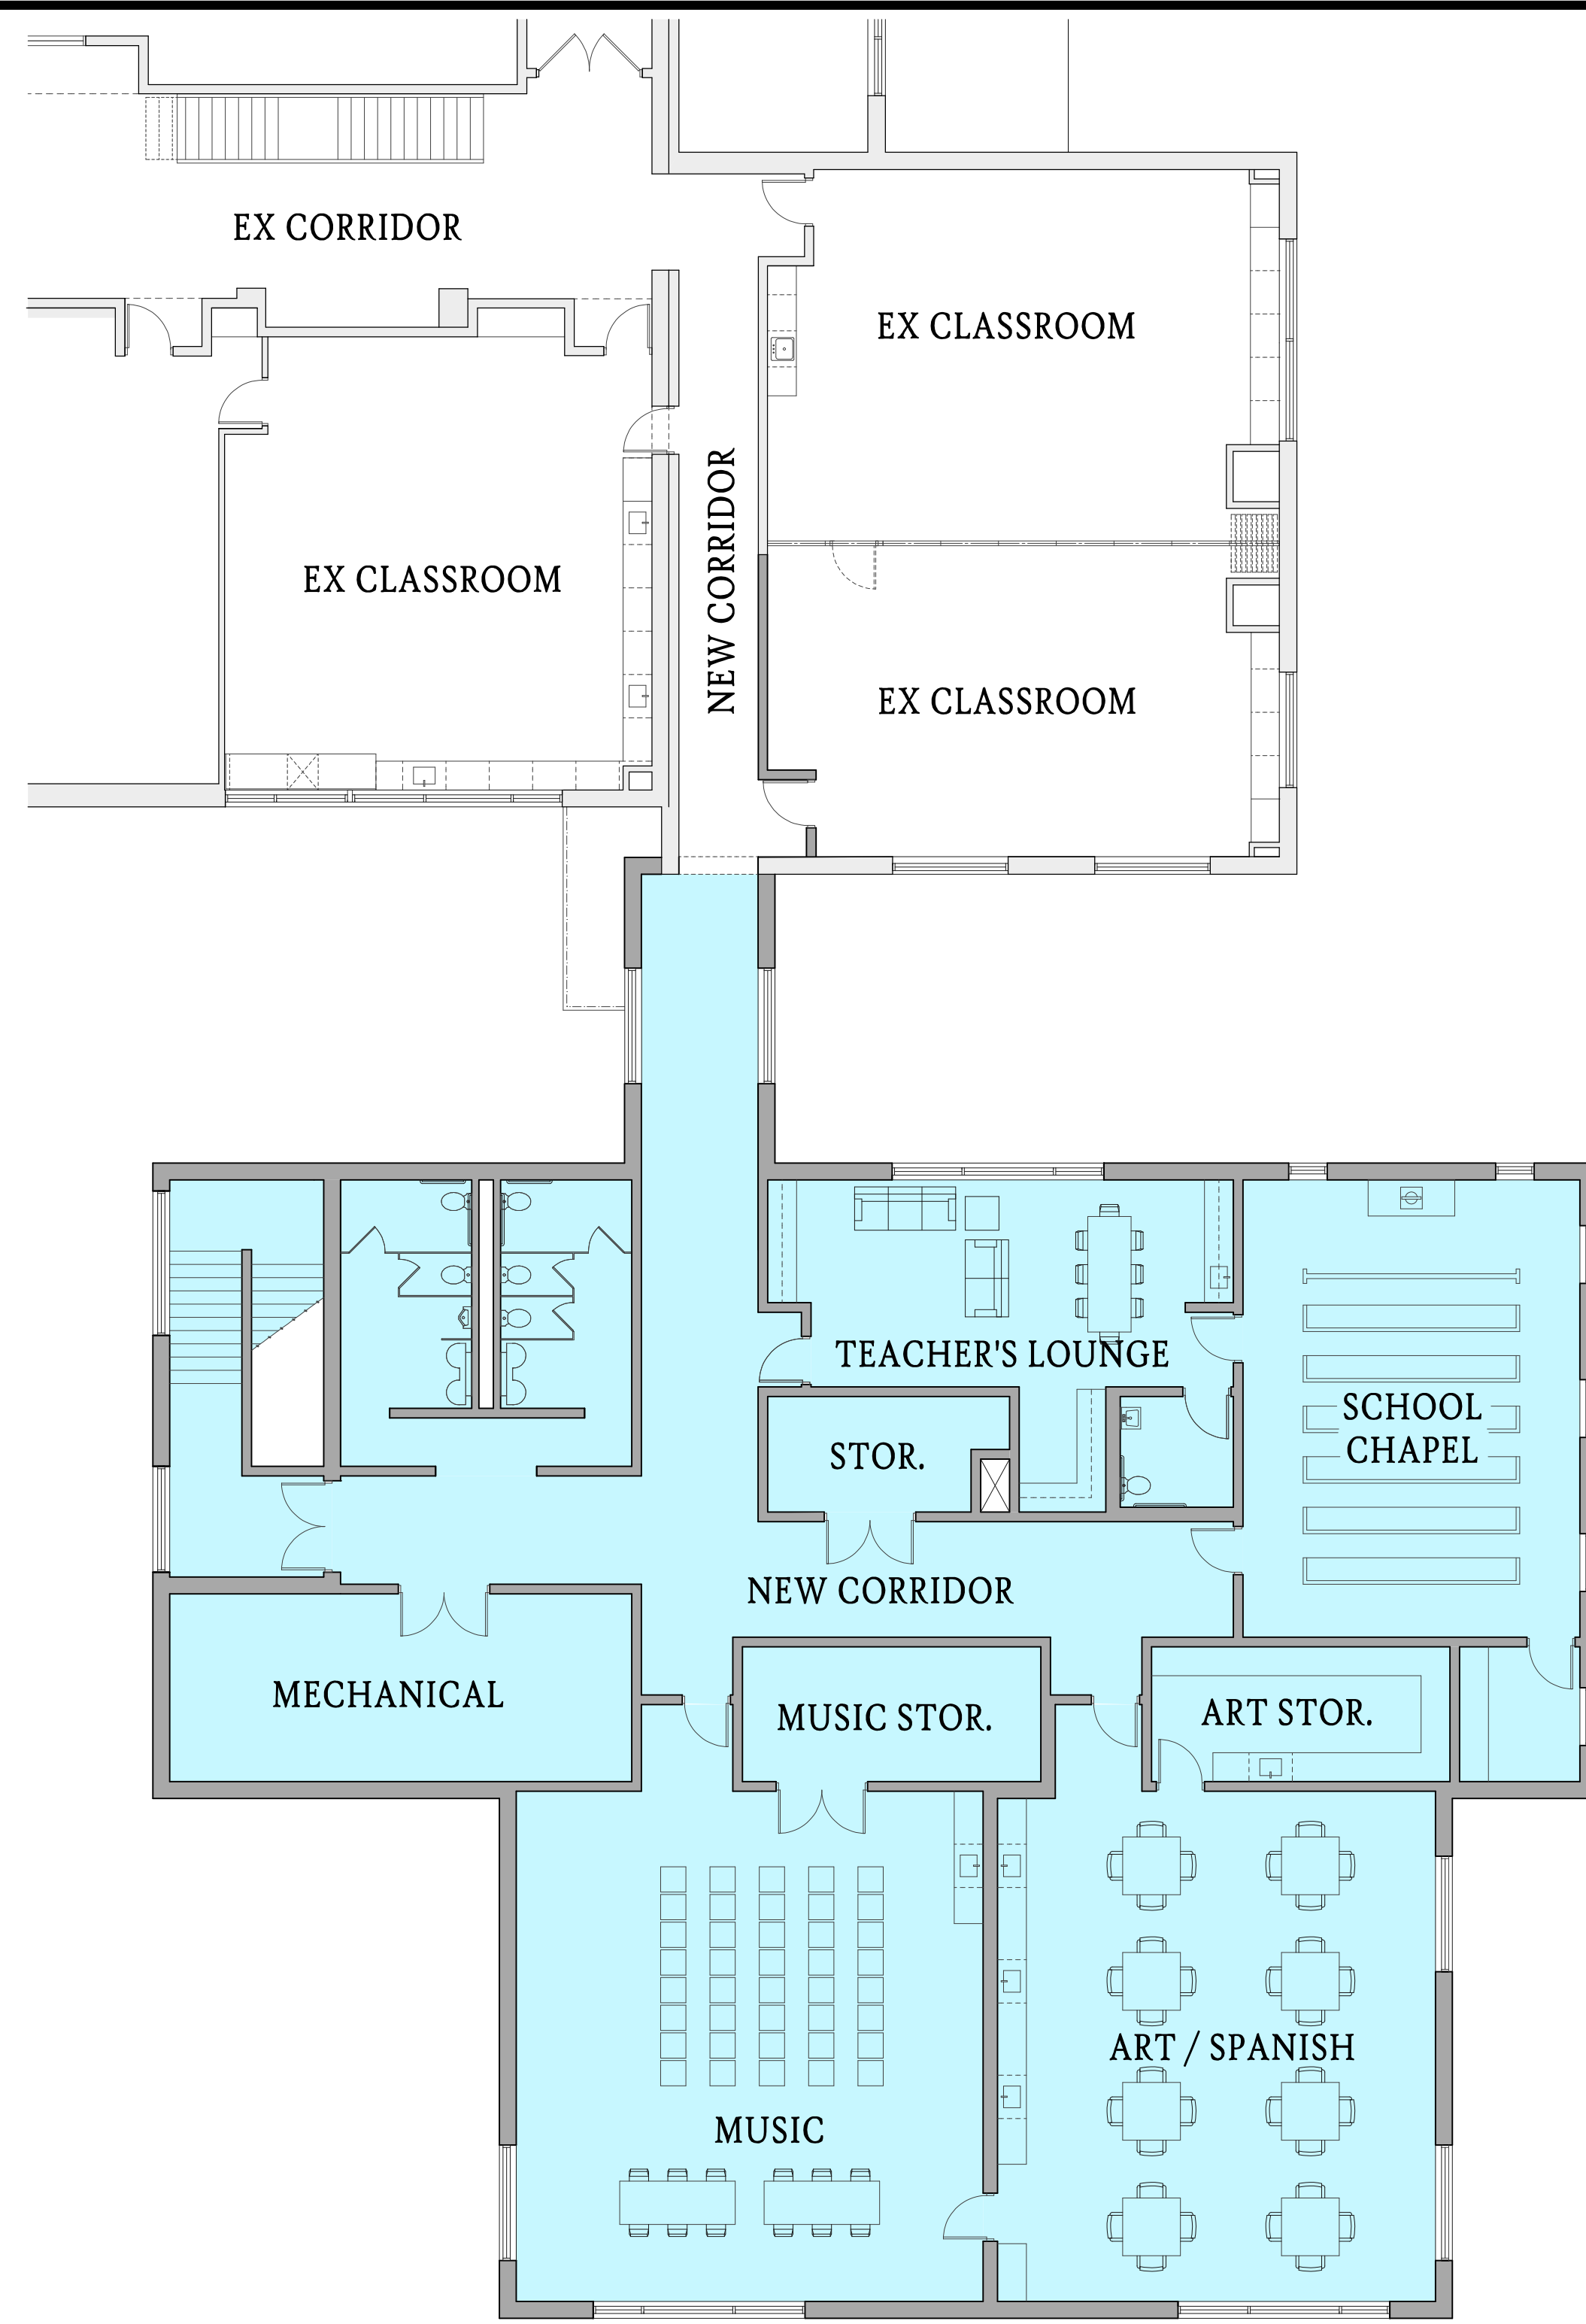 EX CORRIDOR
EX CLASSROOM
NEW CORRIDOR
EX CLASSROOM
EX CLASSROOM
TEACHER'S LOUNGE
SCHOOL
CHAPEL
STOR.
NEW CORRIDOR
MECHANICAL
MUSIC STOR.
ART STOR.
ART / SPANISH
MUSIC